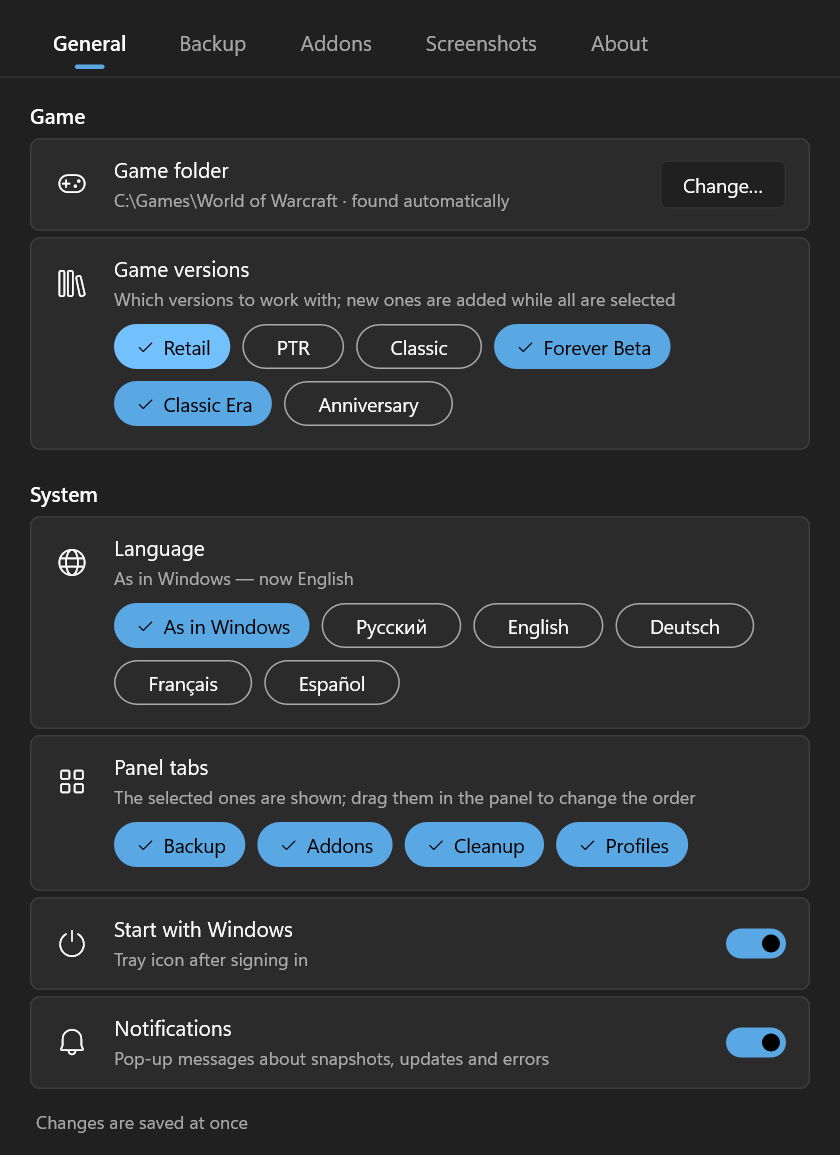 General Backup Addons Screenshots About
Game
Game folder
C:\Games\World of Warcraft · found automatically
Change...
Game versions
Which versions to work with; new ones are added while all are selected
Retail PTR Classic Forever Beta
Classic Era Anniversary
System
Language
As in Windows — now English
As in Windows Русский English Deutsch
Français Español
Panel tabs
The selected ones are shown; drag them in the panel to change the order
Backup Addons Cleanup Profiles
Start with Windows
Tray icon after signing in
Notifications
Pop-up messages about snapshots, updates and errors
Changes are saved at once